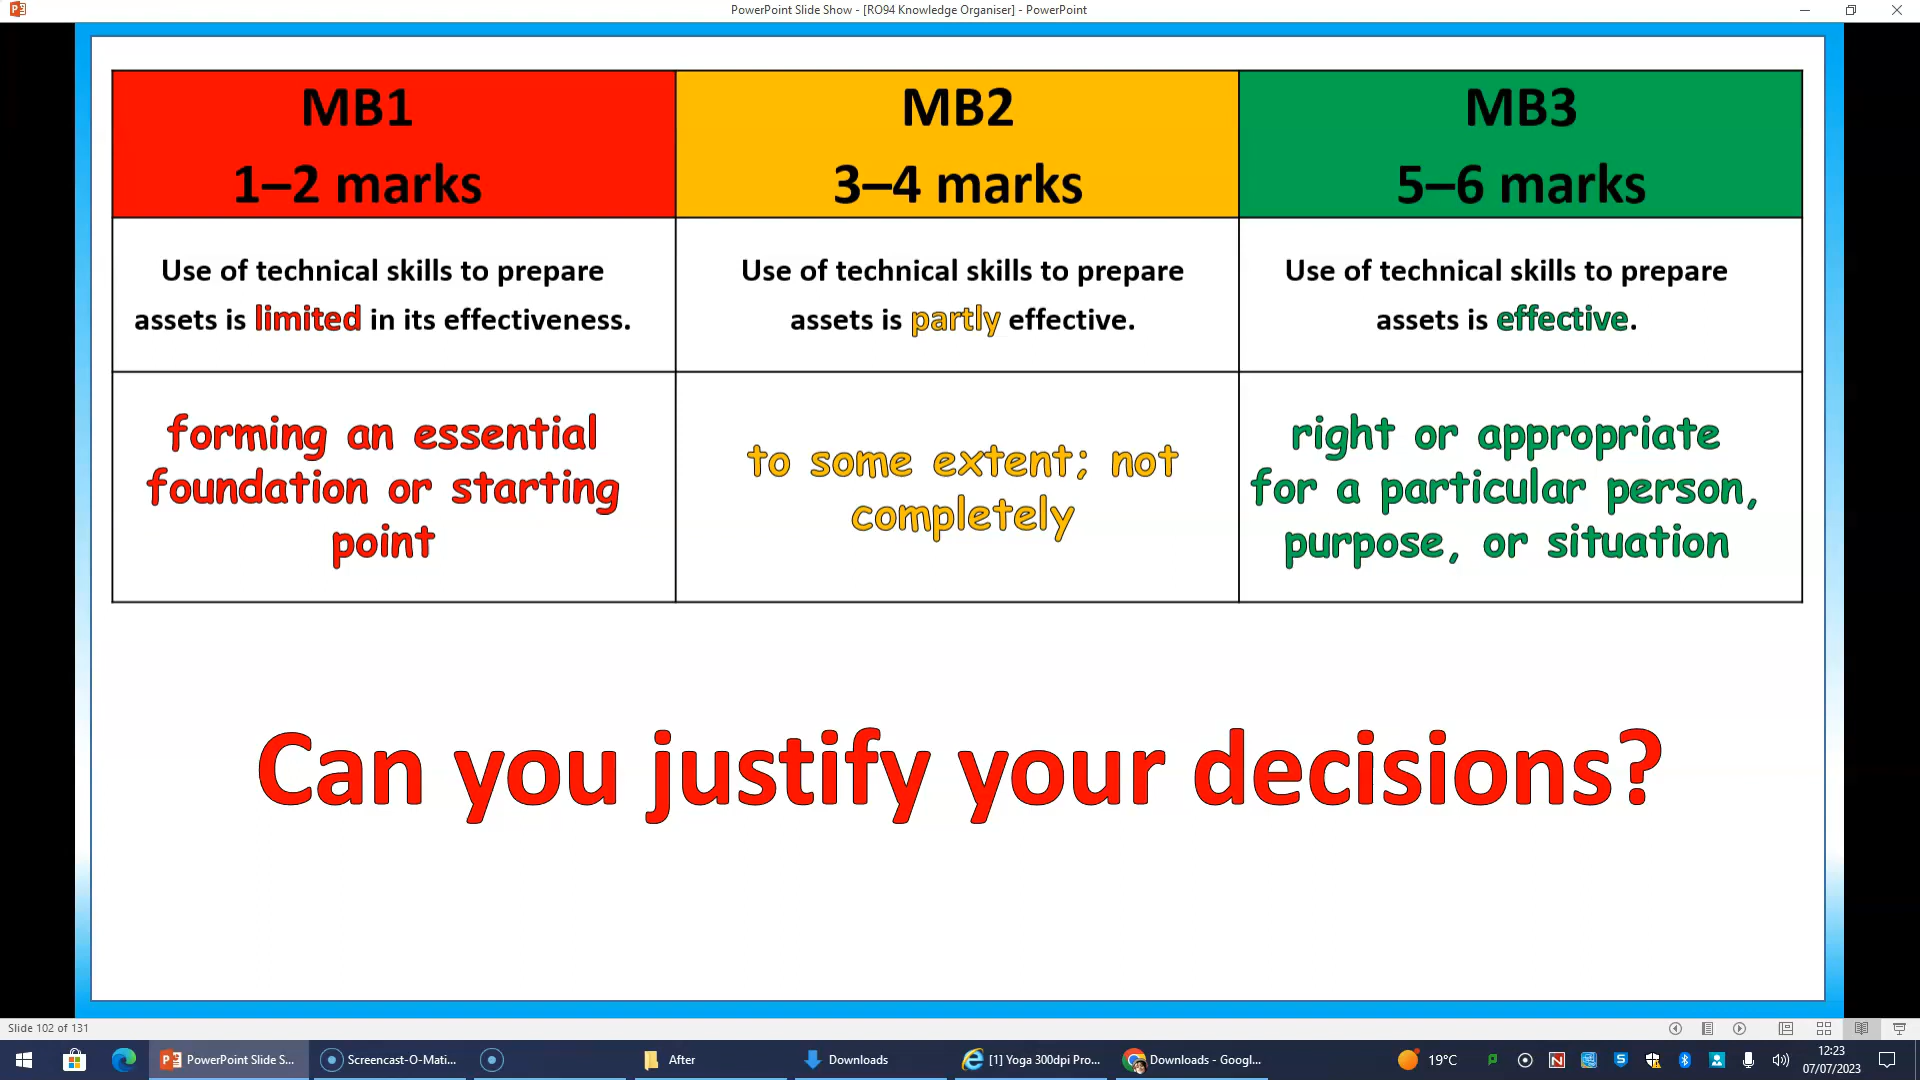 PowerPoint Slide Show - [RO94 Knowledge Organiser] - PowerPoint
MB1
1–2 marks
MB2
3–4 marks
MB3
5–6 marks
Use of technical skills to prepare
assets is limited in its effectiveness.
Use of technical skills to prepare
assets is partly effective.
Use of technical skills to prepare
assets is effective.
forming an essential
foundation or starting
point
to some extent; not
completely
right or appropriate
for a particular person,
purpose, or situation
Can you justify your decisions?
Slide 102 of 131
PowerPoint Slide S...
Screencast-O-Mati...
After
Downloads
[1] Yoga 300dpi Pro...
Downloads - Googl...
19°C
12:23
07/07/2023